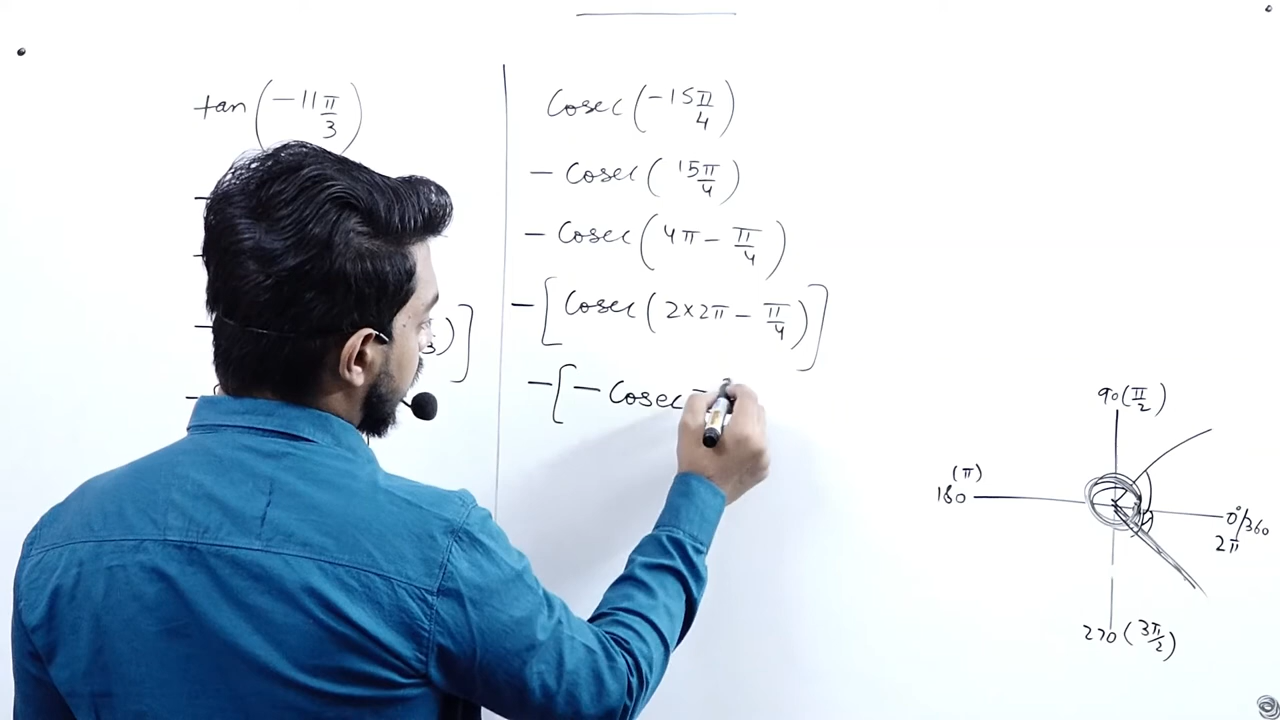 tan(-11π/3)
3)]
Cosec(-15π/4)
- Cosec(15π/4)
- Cosec(4π - π/4)
-[Cosec(2×2π - π/4)]
-[- Cosec
90(π/2)
(π)
180
0°/360
2π
270(3π/2)